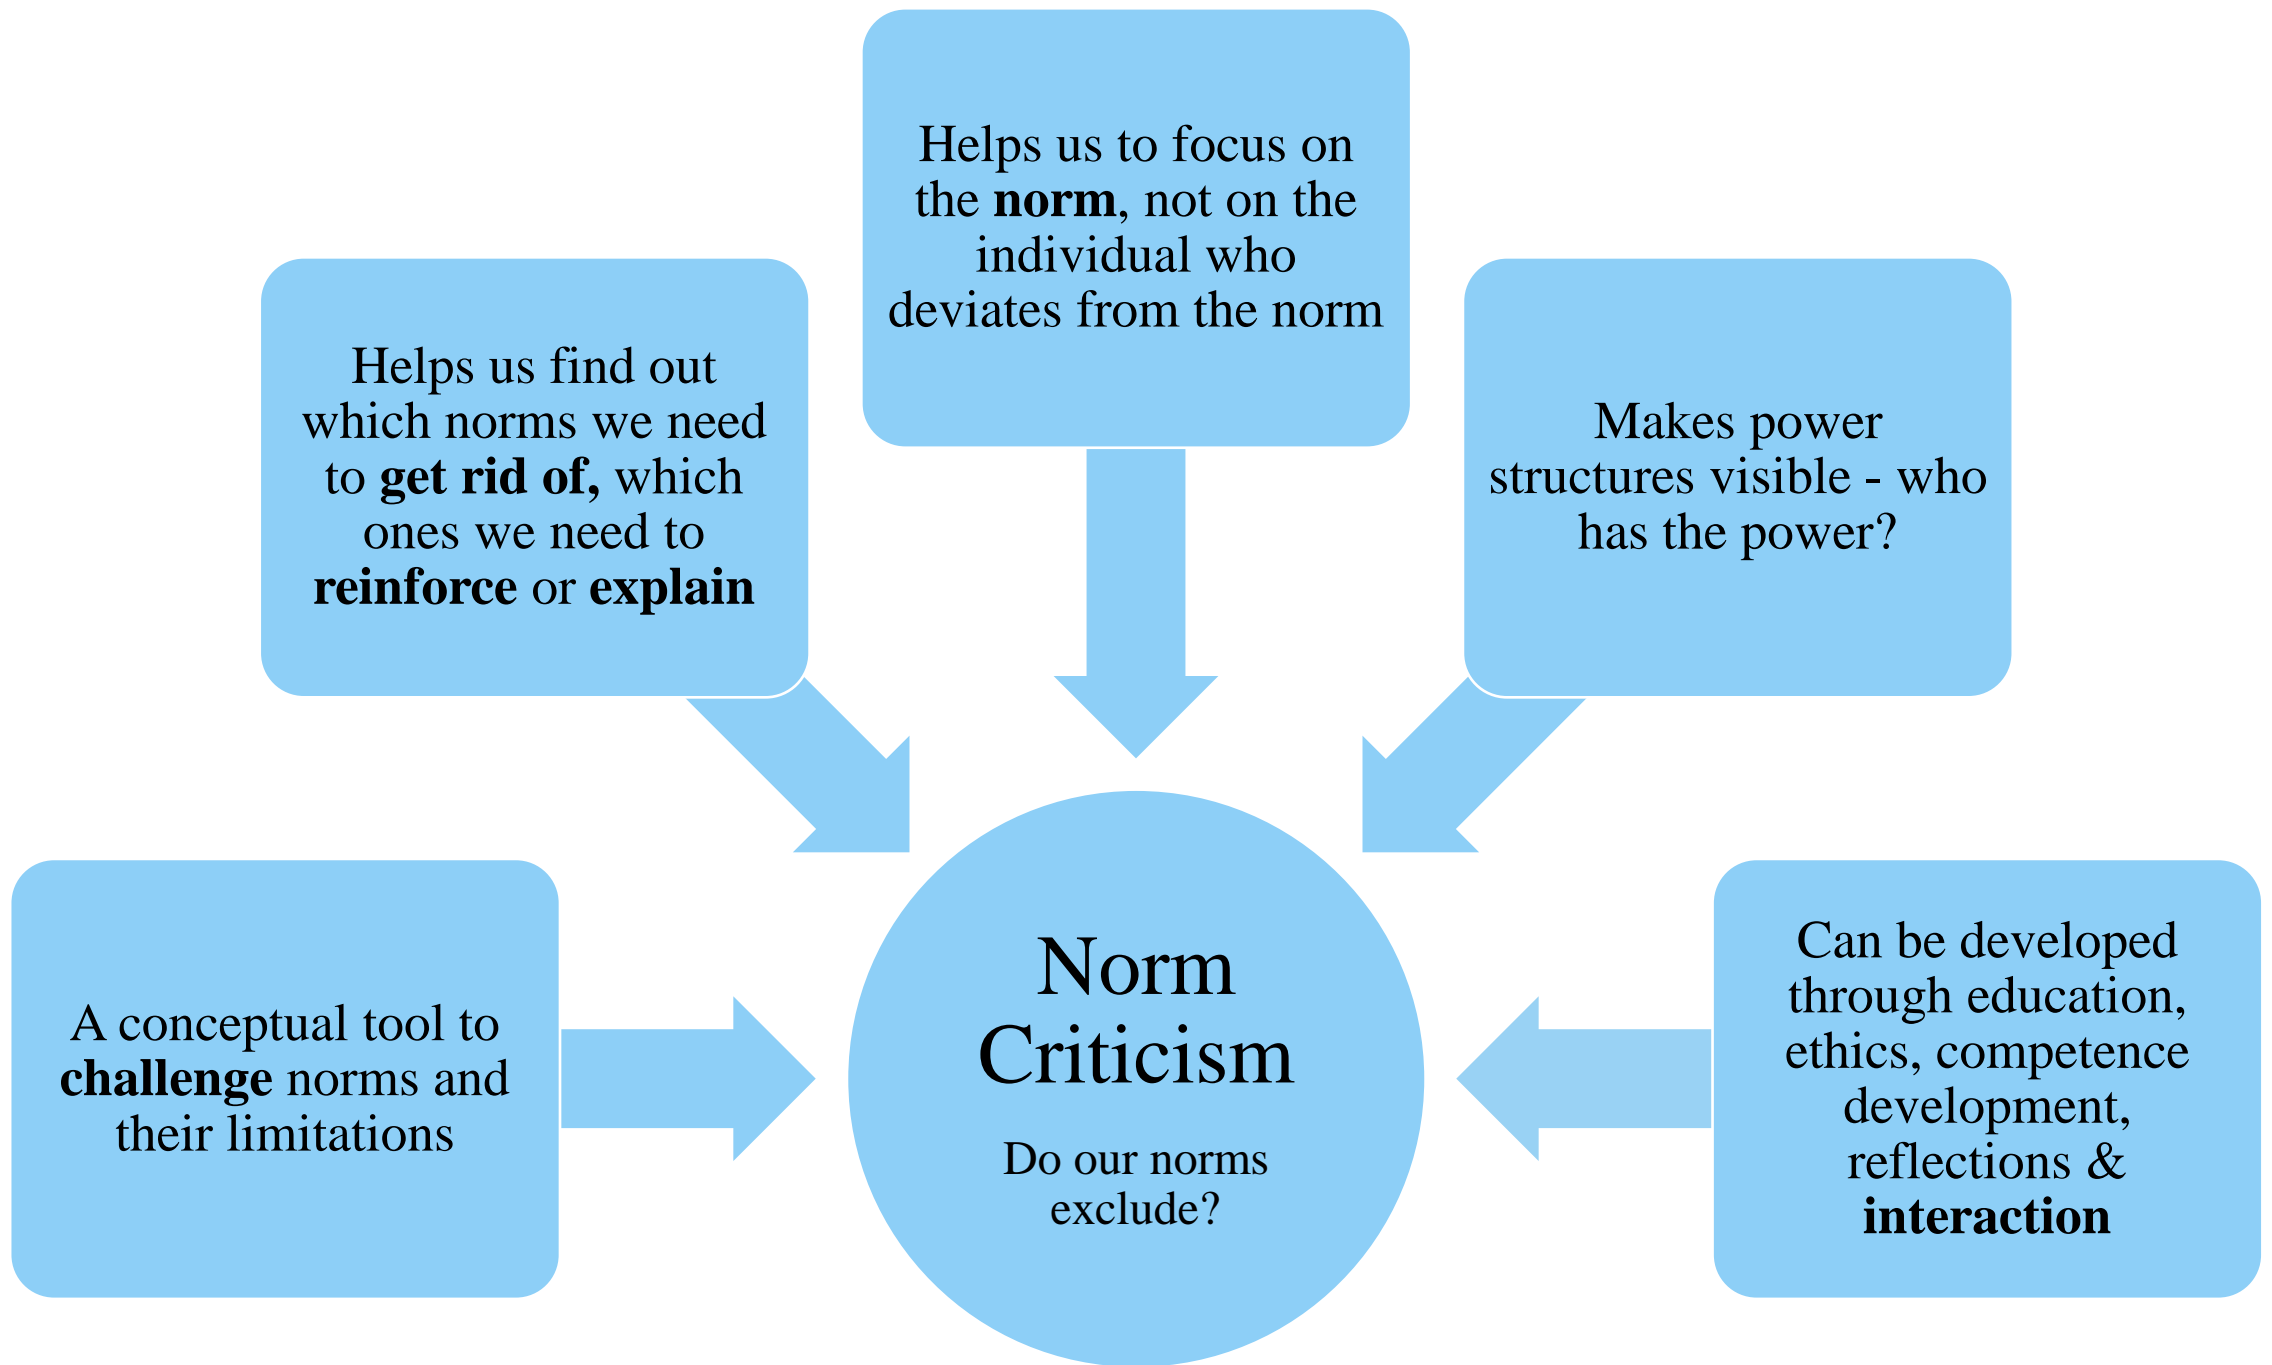 Helps us to focus on
the norm, not on the
individual who
deviates from the norm
Helps us find out
which norms we need
to get rid of, which
ones we need to
reinforce or explain
Makes power
structures visible - who
has the power?
A conceptual tool to
challenge norms and
their limitations
Norm
Criticism
Do our norms
exclude?
Can be developed
through education,
ethics, competence
development,
reflections &
interaction